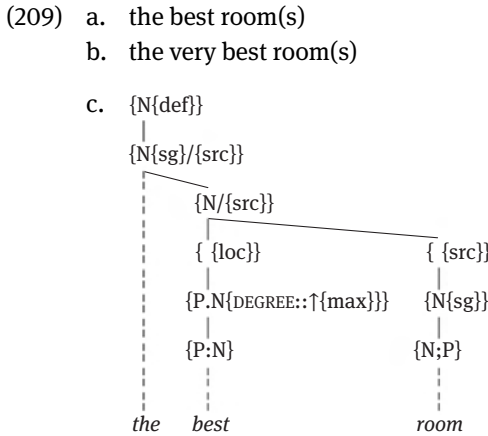 (209) a. the best room(s)
b. the very best room(s)
c. {N{def}}
{N{sg}/{src}}
{N/{src}}
{ {loc}} { {src}}
{P.N{DEGREE::↑{max}}} {N{sg}}
{P:N} {N;P}
the best room